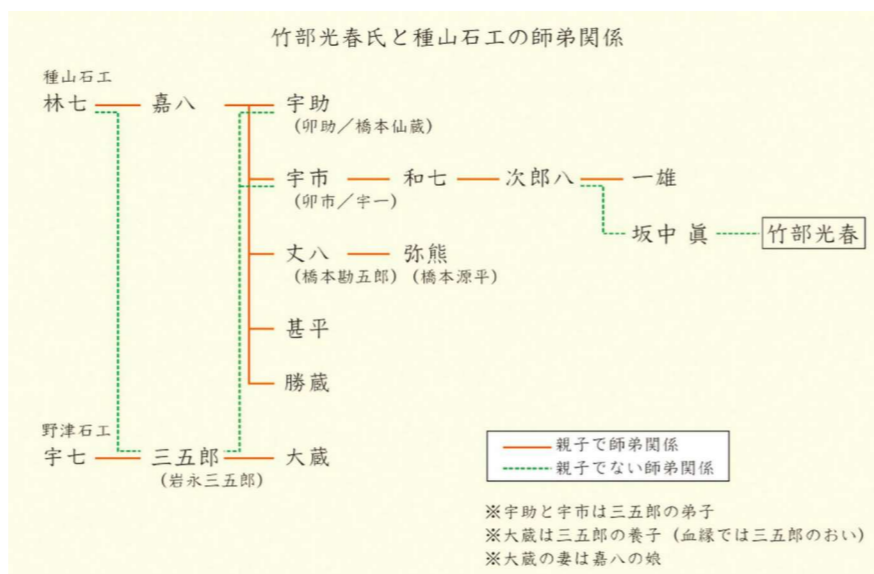 竹部光春氏と種山石工の師弟関係
種山石工
林七 嘉八 宇助
(卯助／橋本仙蔵)
宇市 和七 次郎八 一雄
(卯市／宇一)
坂中 眞 竹部光春
丈八 弥熊
(橋本勘五郎) (橋本源平)
甚平
勝蔵
野津石工
宇七 三五郎 大蔵
(岩永三五郎)
親子で師弟関係
親子でない師弟関係
※宇助と宇市は三五郎の弟子
※大蔵は三五郎の養子 (血縁では三五郎のおい)
※大蔵の妻は嘉八の娘